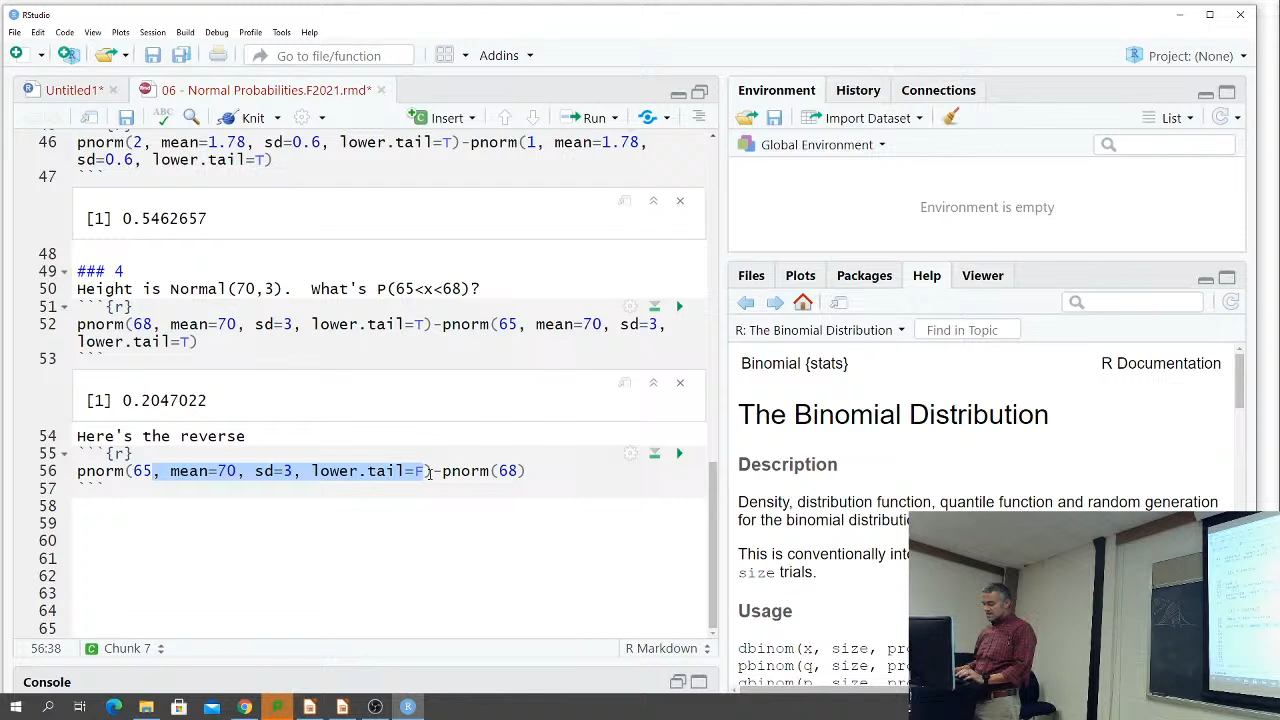 RStudio
File Edit Code View Plots Session Build Debug Profile Tools Help
Go to file/function
Addins
Project: (None)
Untitled1*
06 - Normal Probabilities.F2021.rmd*
Knit
Insert
Run
46 pnorm(2, mean=1.78, sd=0.6, lower.tail=T)-pnorm(1, mean=1.78,
sd=0.6, lower.tail=T)
47 ```
[1] 0.5462657
48
49 ### 4
50 Height is Normal(70,3). What's P(65<x<68)?
51 ```{r}
52 pnorm(68, mean=70, sd=3, lower.tail=T)-pnorm(65, mean=70, sd=3,
lower.tail=T)
53 ```
[1] 0.2047022
54 Here's the reverse
55 ```{r}
56 pnorm(65, mean=70, sd=3, lower.tail=F)-pnorm(68)
57 ```
58
59
60
61
62
63
64
65
56:38 Chunk 7 R Markdown
Console
Environment History Connections
Import Dataset List
Global Environment
Environment is empty
Files Plots Packages Help Viewer
R: The Binomial Distribution Find in Topic
Binomial {stats} R Documentation
The Binomial Distribution
Description
Density, distribution function, quantile function and random generation
for the binomial
This is conventionally
size trials.
Usage
dbinom(x, size,
pbinom(q, size,